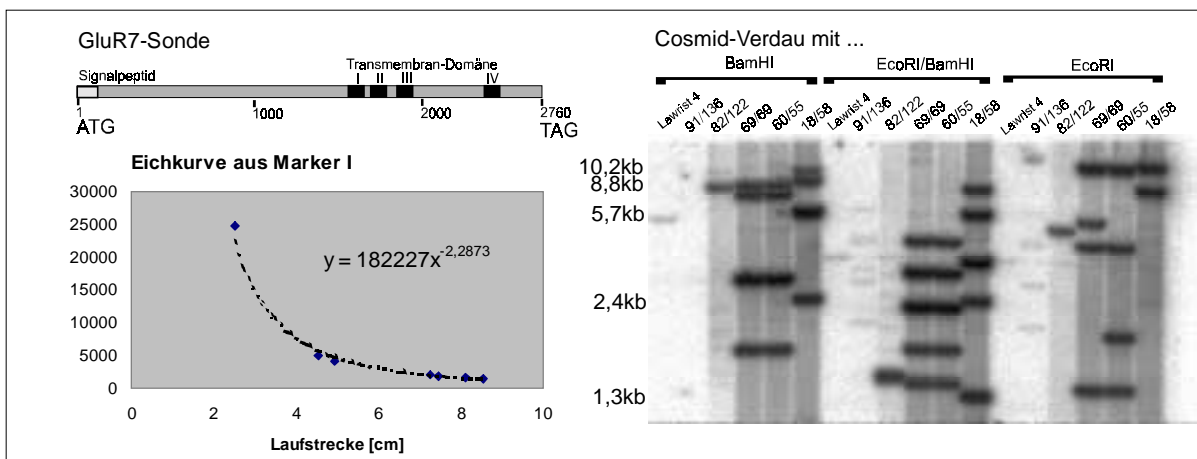 GluR7-Sonde
Signalpeptid
Transmembran-Domäne
I II III IV
1 1000 2000 2760
ATG TAG
Eichkurve aus Marker I
30000
25000
20000
15000
10000
5000
0
y = 182227x^-2,2873
0 2 4 6 8 10
Laufstrecke [cm]
Cosmid-Verdau mit ...
BamHI EcoRI/BamHI EcoRI
Lawrist 4 91/136 82/122 69/69 60/55 18/58 Lawrist 4 91/136 82/122 69/69 60/55 18/58 Lawrist 4 91/136 82/122 69/69 60/55 18/58
10,2kb
8,8kb
5,7kb
2,4kb
1,3kb